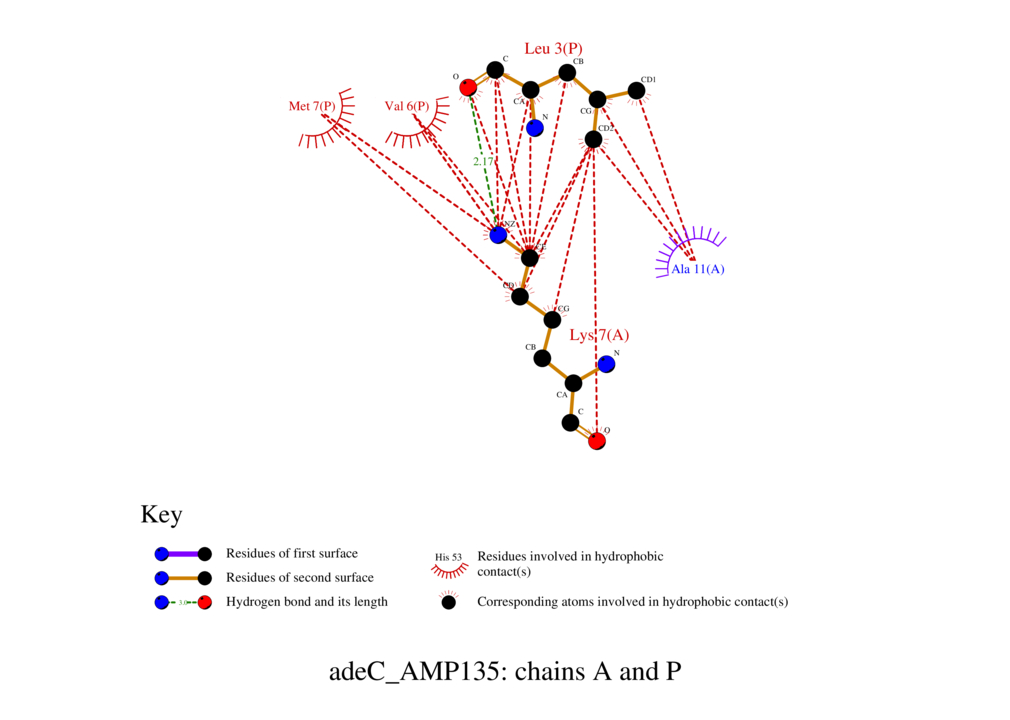 Leu 3(P)
C
CB
O
CD1
CA
CG
N
CD2
Met 7(P)
Val 6(P)
2.17
NZ
CE
Ala 11(A)
CD
CG
Lys 7(A)
CB
N
CA
C
O
Key
Residues of first surface
Residues of second surface
3.0
Hydrogen bond and its length
His 53
Residues involved in hydrophobic
contact(s)
Corresponding atoms involved in hydrophobic contact(s)
adeC_AMP135: chains A and P